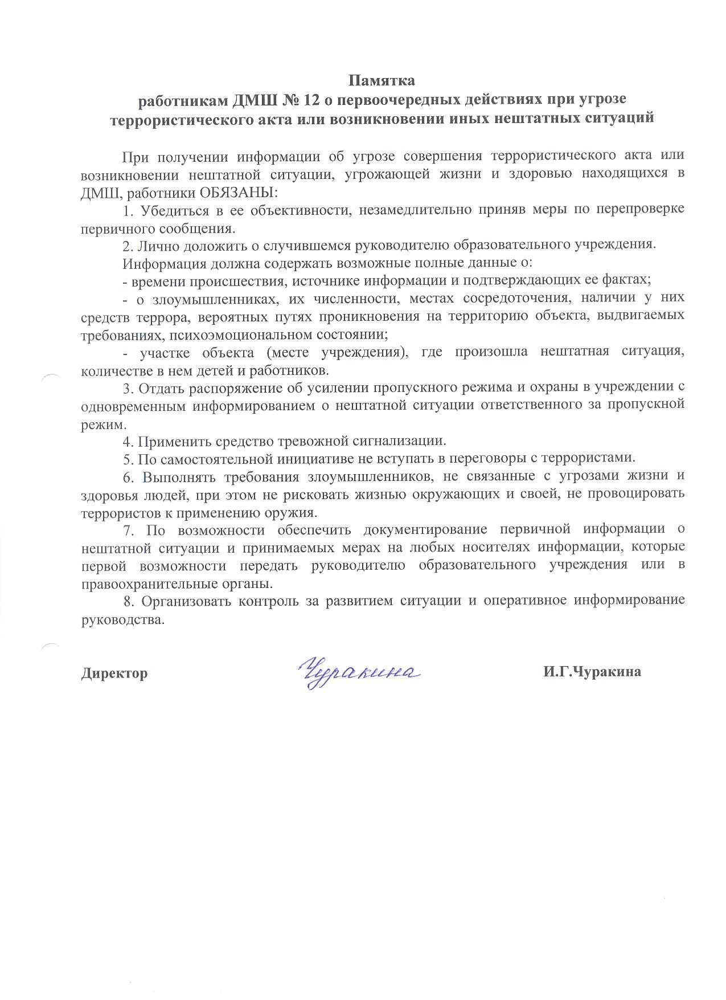 Памятка
работникам ДМШ № 12 о первоочередных действиях при угрозе
террористического акта или возникновении иных нештатных ситуаций
При получении информации об угрозе совершения террористического акта или
возникновении нештатной ситуации, угрожающей жизни и здоровью находящихся в
ДМШ, работники ОБЯЗАНЫ:
1. Убедиться в ее объективности, незамедлительно приняв меры по перепроверке
первичного сообщения.
2. Лично доложить о случившемся руководителю образовательного учреждения.
Информация должна содержать возможные полные данные о:
- времени происшествия, источнике информации и подтверждающих ее фактах;
- о злоумышленниках, их численности, местах сосредоточения, наличии у них
средств террора, вероятных путях проникновения на территорию объекта, выдвигаемых
требованиях, психоэмоциональном состоянии;
- участке объекта (месте учреждения), где произошла нештатная ситуация,
количестве в нем детей и работников.
3. Отдать распоряжение об усилении пропускного режима и охраны в учреждении с
одновременным информированием о нештатной ситуации ответственного за пропускной
режим.
4. Применить средство тревожной сигнализации.
5. По самостоятельной инициативе не вступать в переговоры с террористами.
6. Выполнять требования злоумышленников, не связанные с угрозами жизни и
здоровья людей, при этом не рисковать жизнью окружающих и своей, не провоцировать
террористов к применению оружия.
7. По возможности обеспечить документирование первичной информации о
нештатной ситуации и принимаемых мерах на любых носителях информации, которые
первой возможности передать руководителю образовательного учреждения или в
правоохранительные органы.
8. Организовать контроль за развитием ситуации и оперативное информирование
руководства.
Директор Чуракина И.Г.Чуракина